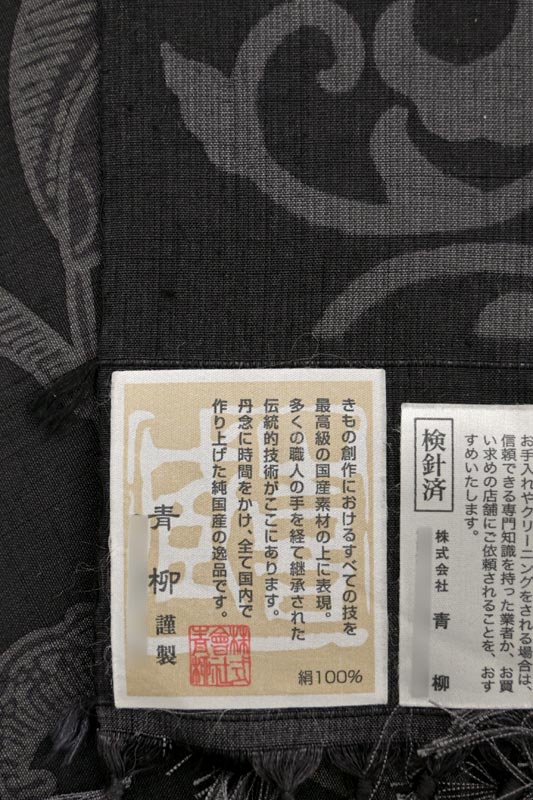 きもの創作におけるすべての技を
最高級の国産素材の上に表現。
多くの職人の手を経て継承された
伝統的技術がここにあります。
丹念に時間をかけ、全て国内で
作り上げた純国産の逸品です。
青柳謹製
株式會社青柳
絹100%
お手入れやクリーニングをされる場合は、
信頼できる専門知識を持った業者か、お買
い求めの店舗にご依頼されることを、おす
すめいたします。
検針済
株式会社 青柳